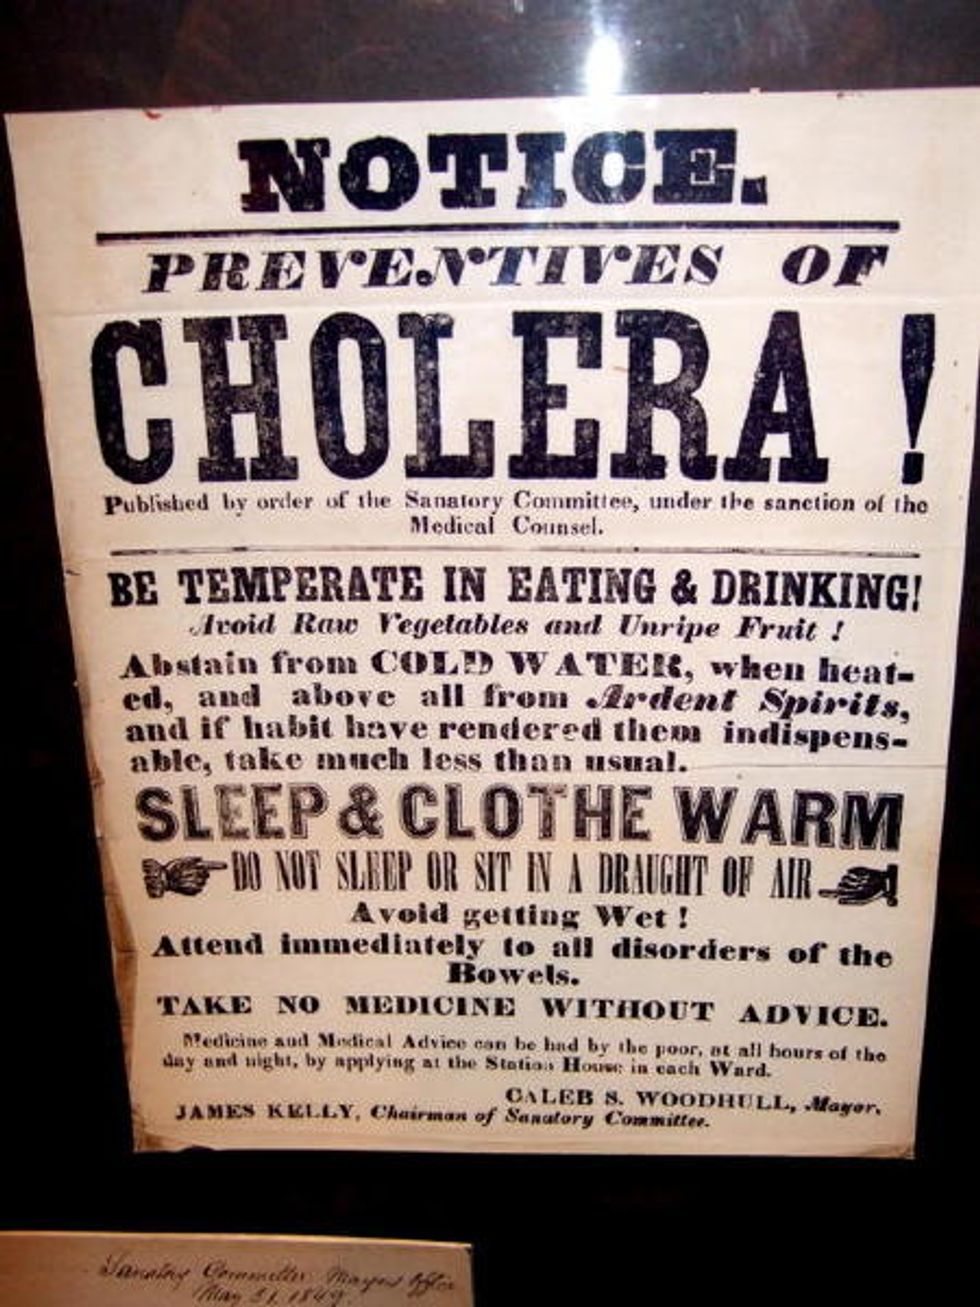 NOTICE.
PREVENTIVES OF
CHOLERA !
Published by order of the Sanatory Committee, under the sanction of the
Medical Counsel.
BE TEMPERATE IN EATING & DRINKING!
Avoid Raw Vegetables and Unripe Fruit !
Abstain from COLD WATER, when heat-
ed, and above all from Ardent Spirits,
and if habit have rendered them indispens-
able, take much less than usual.
SLEEP & CLOTHE WARM
DO NOT SLEEP OR SIT IN A DRAUGHT OF AIR
Avoid getting Wet !
Attend immediately to all disorders of the
Bowels.
TAKE NO MEDICINE WITHOUT ADVICE.
Medicine and Medical Advice can be had by the poor, at all hours of the
day and night, by applying at the Station House in each Ward.
CALEB S. WOODHULL, Mayor.
JAMES KELLY, Chairman of Sanatory Committee.
Sanatory Committee Mayors Office
May 31. 1849.